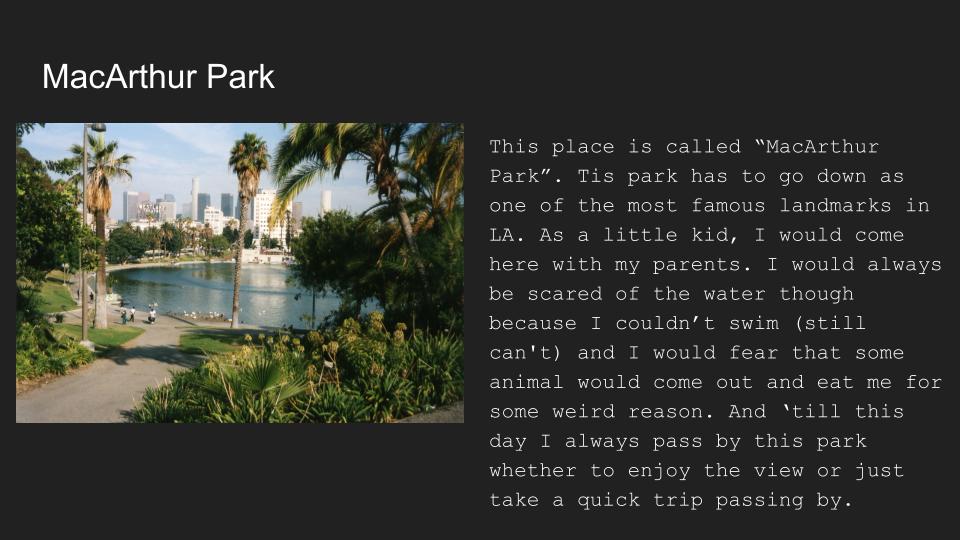 MacArthur Park
This place is called “MacArthur
Park”. Tis park has to go down as
one of the most famous landmarks in
LA. As a little kid, I would come
here with my parents. I would always
be scared of the water though
because I couldn’t swim (still
can't) and I would fear that some
animal would come out and eat me for
some weird reason. And ‘till this
day I always pass by this park
whether to enjoy the view or just
take a quick trip passing by.